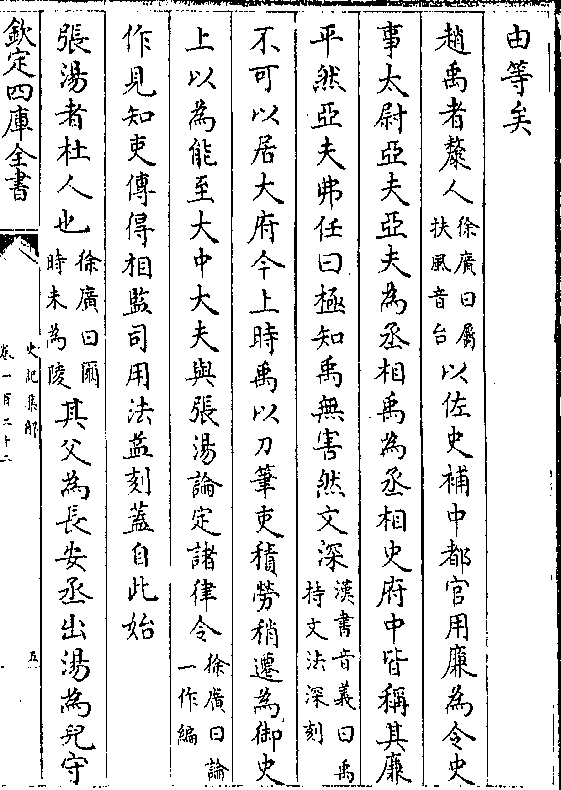 由等矣
趙禹者斄人徐廣曰屬扶風音台以佐史補中都官用廉為令史
事太尉亞夫亞夫為丞相禹為丞相史府中皆稱其廉
平然亞夫弗任曰極知禹無害然文深漢書音義曰禹持文法深刻
不可以居大府今上時禹以刀筆吏積勞稍遷為御史
上以為能至大中大夫與張湯論定諸律令徐廣曰論一作編
作見知吏傳得相監司用法益刻蓋自此始
張湯者杜人也徐廣曰爾時未為陵其父為長安丞出湯為兒守
欽定四庫全書
史記集解
卷一百二十二
五